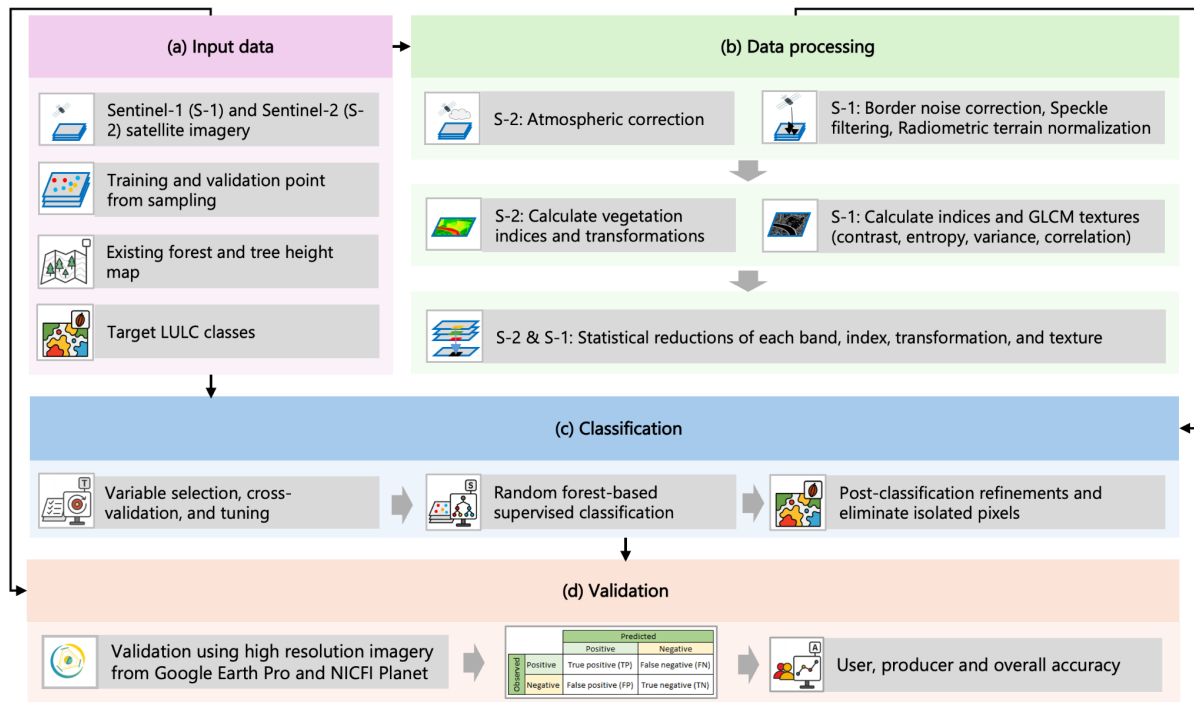 (a) Input data
Sentinel-1 (S-1) and Sentinel-2 (S-
2) satellite imagery
Training and validation point
from sampling
Existing forest and tree height
map
Target LULC classes
(b) Data processing
S-2: Atmospheric correction
S-1: Border noise correction, Speckle
filtering, Radiometric terrain normalization
S-2: Calculate vegetation
indices and transformations
S-1: Calculate indices and GLCM textures
(contrast, entropy, variance, correlation)
S-2 & S-1: Statistical reductions of each band, index, transformation, and texture
(c) Classification
T
Variable selection, cross-
validation, and tuning
S
Random forest-based
supervised classification
Post-classification refinements and
eliminate isolated pixels
(d) Validation
Validation using high resolution imagery
from Google Earth Pro and NICFI Planet
Predicted
Positive
Negative
Observed
Positive
True positive (TP)
False negative (FN)
Negative
False positive (FP)
True negative (TN)
A
User, producer and overall accuracy